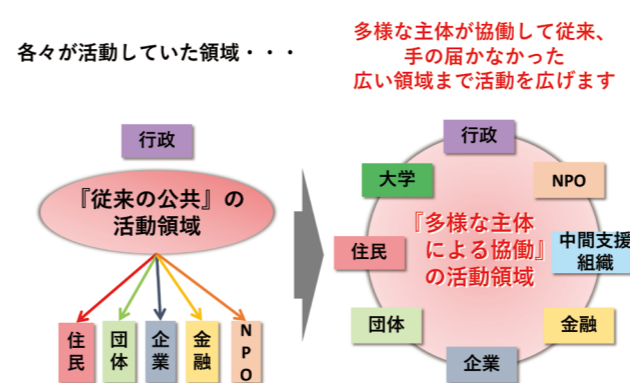 各々が活動していた領域・・・
行政
『従来の公共』の
活動領域
住民
団体
企業
金融
NPO
多様な主体が協働して従来、
手の届かなかった
広い領域まで活動を広げます
行政
大学
NPO
『多様な主体
による協働』
の活動領域
住民
中間支援
組織
団体
金融
企業